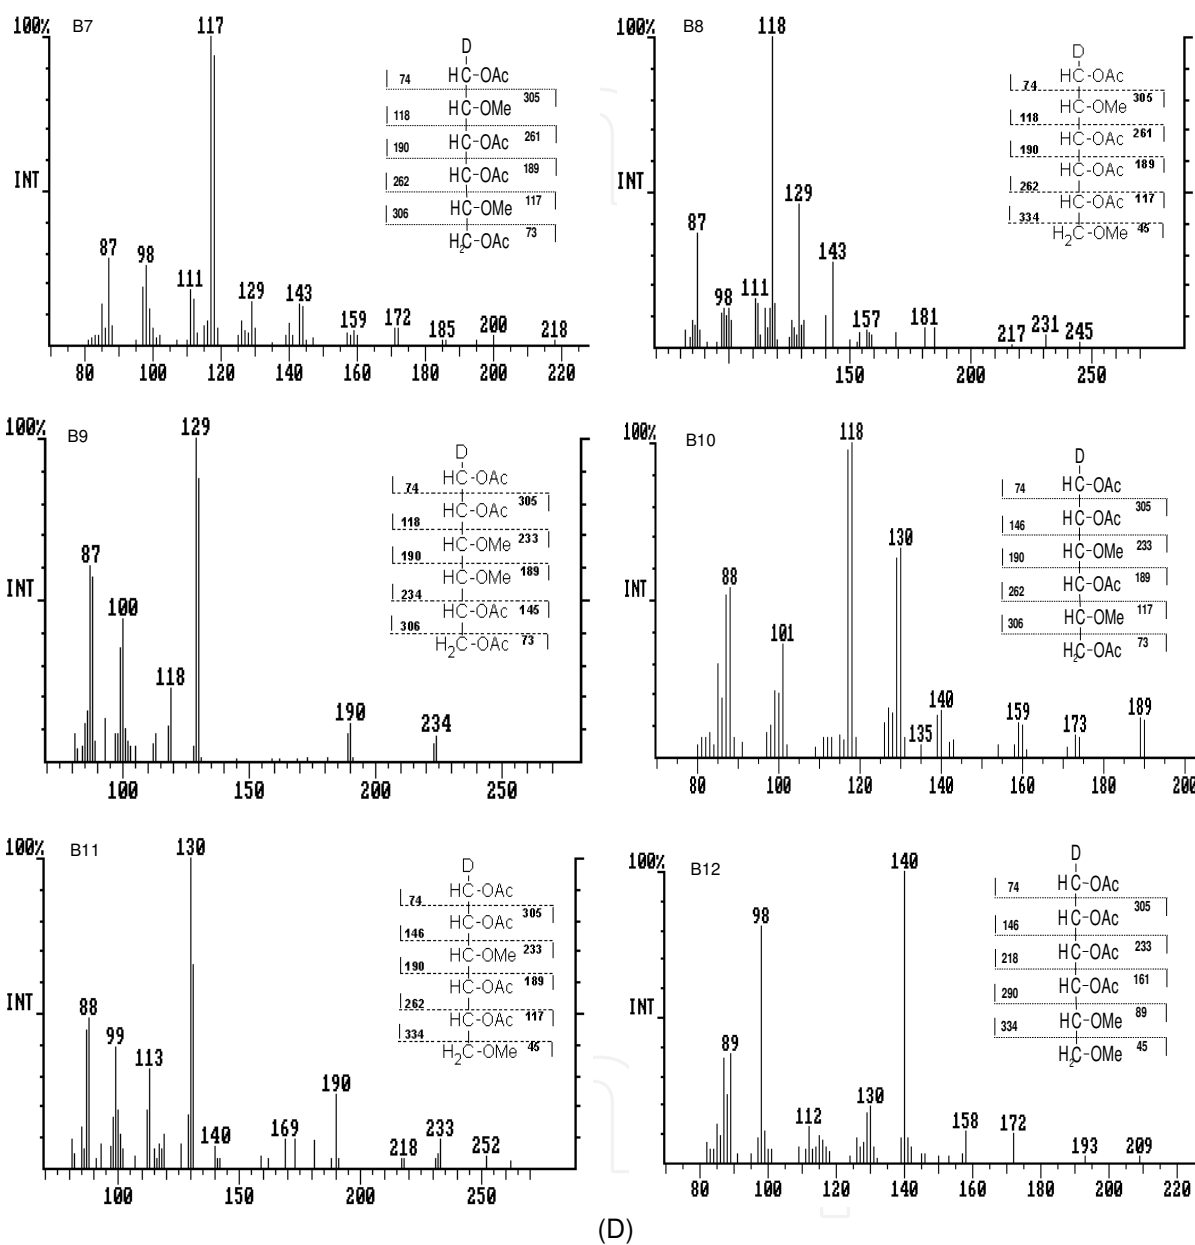 B7
100%
117
INT
87
98
111
129
143
159
172
185
200
218
80 100 120 140 160 180 200 220
D
74 HC-OAc
305
118 HC-OMe
261
190 HC-OAc
189
262 HC-OAc
117
306 HC-OMe
73
H2C-OAc
B8
100%
118
INT
87
98
111
129
143
157
181
217
231
245
150 200 250
D
HC-OAc
74
305
HC-OMe
118
261
HC-OAc
190
189
HC-OAc
262
117
HC-OAc
334
45
H2C-OMe
B9
100%
129
INT
87
100
118
190
234
100 150 200 250
D
HC-OAc
74
305
HC-OAc
118
233
HC-OMe
190
189
HC-OMe
234
145
HC-OAc
306
73
H2C-OAc
B10
100%
118
INT
88
101
130
135
140
159
173
189
80 100 120 140 160 180 200
D
74 HC-OAc
305
146 HC-OAc
233
190 HC-OMe
189
262 HC-OAc
117
306 HC-OMe
73
H2C-OAc
B11
100%
130
INT
88
99
113
140
169
190
218
233
252
100 150 200 250
D
HC-OAc
74
305
HC-OAc
146
233
HC-OMe
190
189
HC-OAc
262
117
HC-OAc
334
45
H2C-OMe
B12
100%
140
INT
89
98
112
130
158
172
193
209
80 100 120 140 160 180 200 220
D
74 HC-OAc
305
146 HC-OAc
233
218 HC-OAc
161
290 HC-OAc
89
334 HC-OMe
45
H2C-OMe
(D)